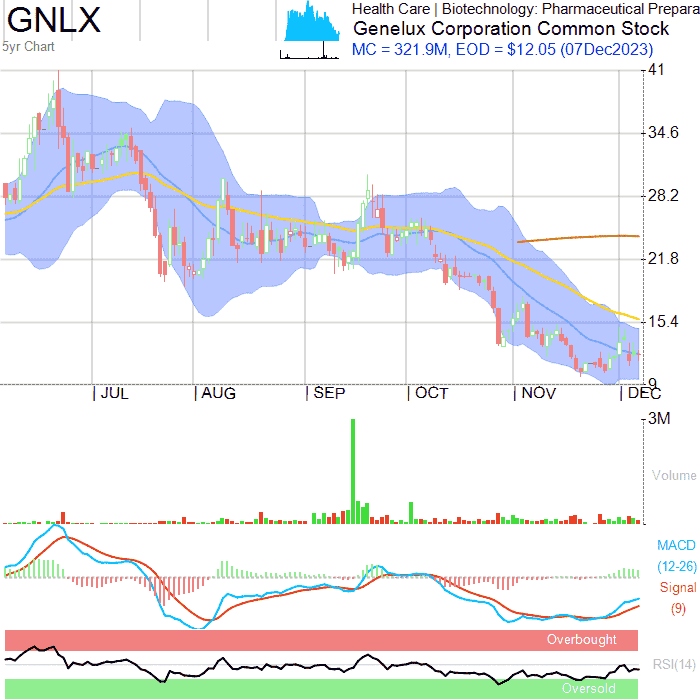 GNLX
Health Care | Biotechnology: Pharmaceutical Prepara
Genelux Corporation Common Stock
5yr Chart
MC = 321.9M, EOD = $12.05 (07Dec2023)
41
34.6
28.2
21.8
15.4
9
JUL AUG SEP OCT NOV DEC
3M
Volume
MACD
(12-26)
Signal
(9)
Overbought
RSI(14)
Oversold